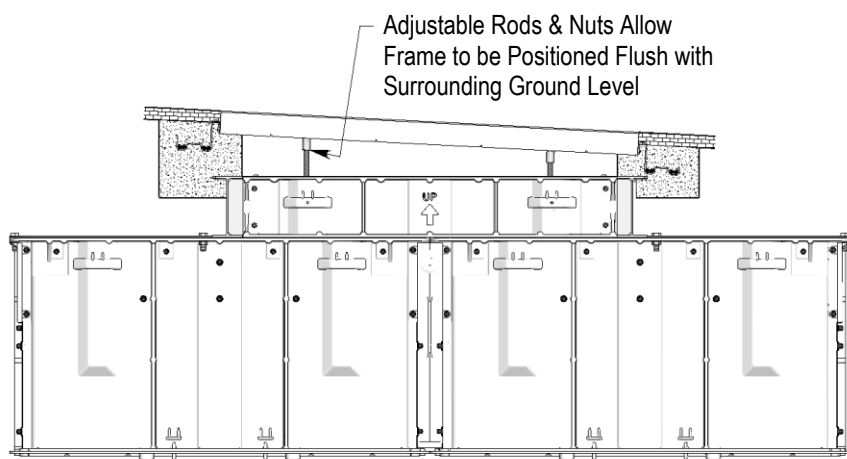 Adjustable Rods & Nuts Allow
Frame to be Positioned Flush with
Surrounding Ground Level
UP